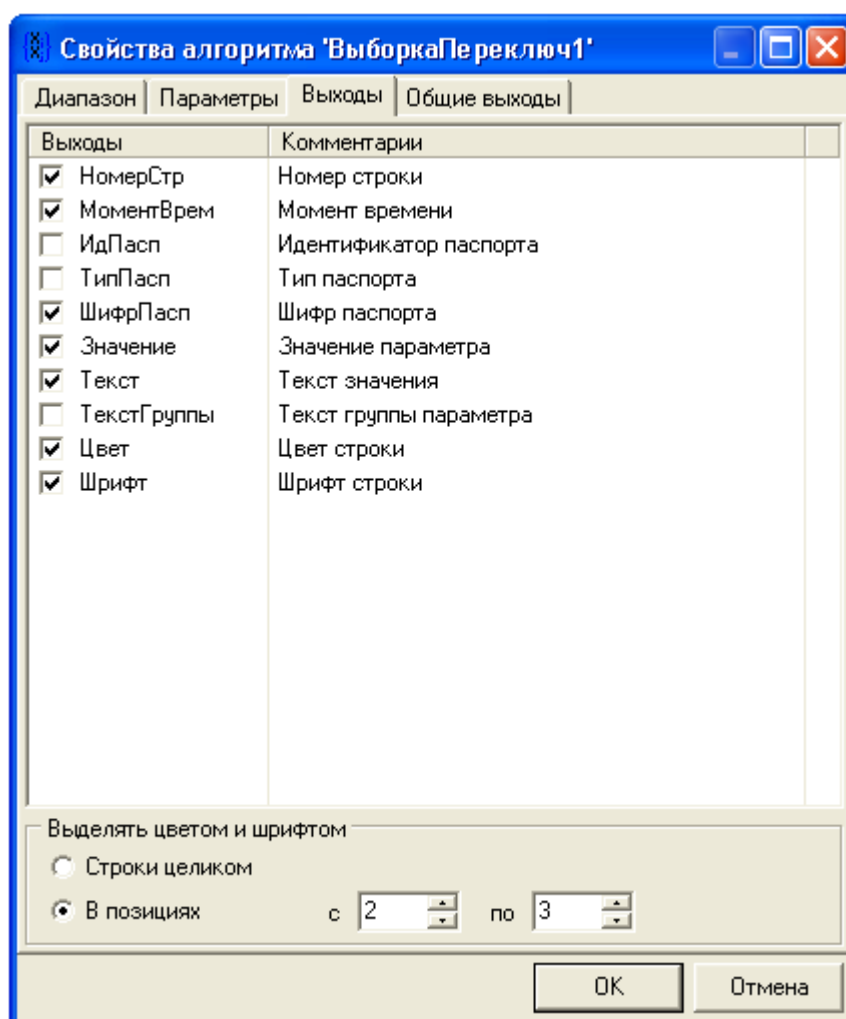 Свойства алгоритма 'ВыборкаПереключ1'
Диапазон Параметры Выходы Общие выходы
Выходы Комментарии
НомерСтр Номер строки
МоментВрем Момент времени
ИдПасп Идентификатор паспорта
ТипПасп Тип паспорта
ШифрПасп Шифр паспорта
Значение Значение параметра
Текст Текст значения
ТекстГруппы Текст группы параметра
Цвет Цвет строки
Шрифт Шрифт строки
Выделять цветом и шрифтом
Строки целиком
В позициях с 2 по 3
OK Отмена